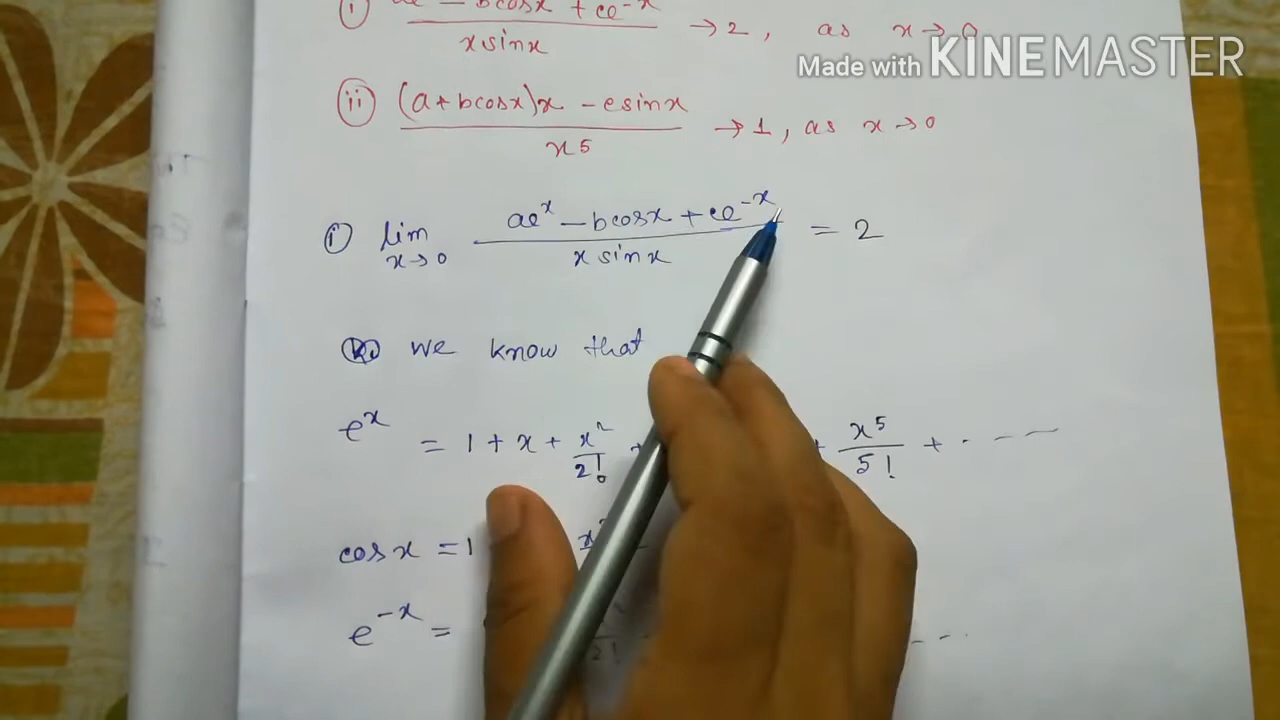 i) ae^x - bcosx + ce^-x / x sinx → 2, as x → 0
Made with KINEMASTER
ii) (a+bcosx)x - csinx / x^5 → 1, as x → 0
i) lim x→0 ae^x - bcosx + ce^-x / x sinx = 2
we know that
e^x = 1 + x + x^2/2! + x^5/5! + ----
cosx = 1
e^-x = 2! ---